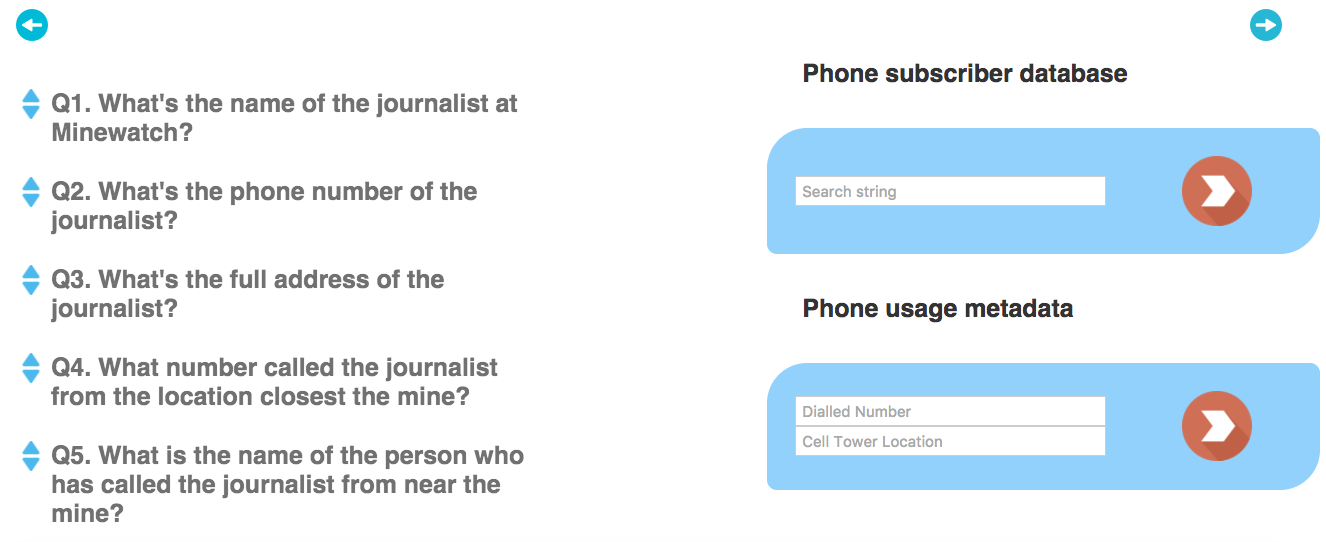 Q1. What's the name of the journalist at
Minewatch?
Q2. What's the phone number of the
journalist?
Q3. What's the full address of the
journalist?
Q4. What number called the journalist
from the location closest the mine?
Q5. What is the name of the person who
has called the journalist from near the
mine?
Phone subscriber database
Search string
Phone usage metadata
Dialled Number
Cell Tower Location